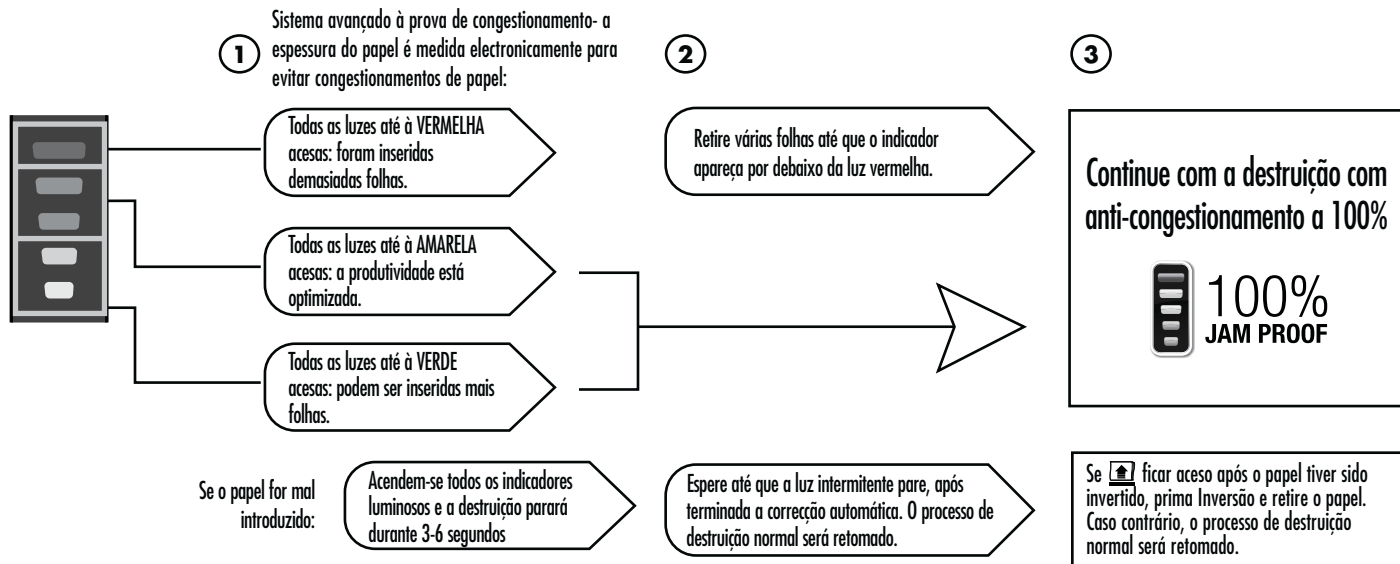 1
Sistema avançado à prova de congestionamento- a
espessura do papel é medida electronicamente para
evitar congestionamentos de papel:
Todas as luzes até à VERMELHA
acesas: foram inseridas
demasiadas folhas.
Todas as luzes até à AMARELA
acesas: a produtividade está
optimizada.
Todas as luzes até à VERDE
acesas: podem ser inseridas mais
folhas.
2
Retire várias folhas até que o indicador
apareça por debaixo da luz vermelha.
3
Continue com a destruição com
anti-congestionamento a 100%
100%
JAM PROOF
Se o papel for mal
introduzido:
Acendem-se todos os indicadores
luminosos e a destruição parará
durante 3-6 segundos
Espere até que a luz intermitente pare, após
terminada a correcção automática. O processo de
destruição normal será retomado.
Se ficar aceso após o papel tiver sido
invertido, prima Inversão e retire o papel.
Caso contrário, o processo de destruição
normal será retomado.